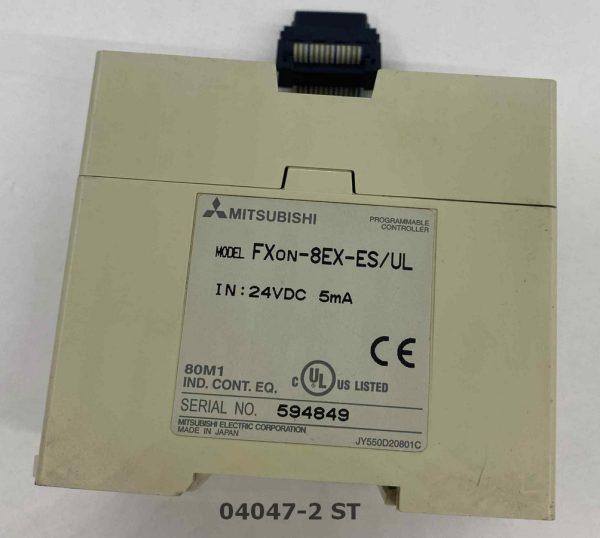 MITSUBISHI
PROGRAMMABLE
CONTROLLER
MODEL FX0N-8EX-ES/UL
IN:24VDC 5mA
80M1
IND. CONT. EQ.
C UL US LISTED
CE
SERIAL NO. 594849
MITSUBISHI ELECTRIC CORPORATION
MADE IN JAPAN
JY550D20801C
04047-2 ST